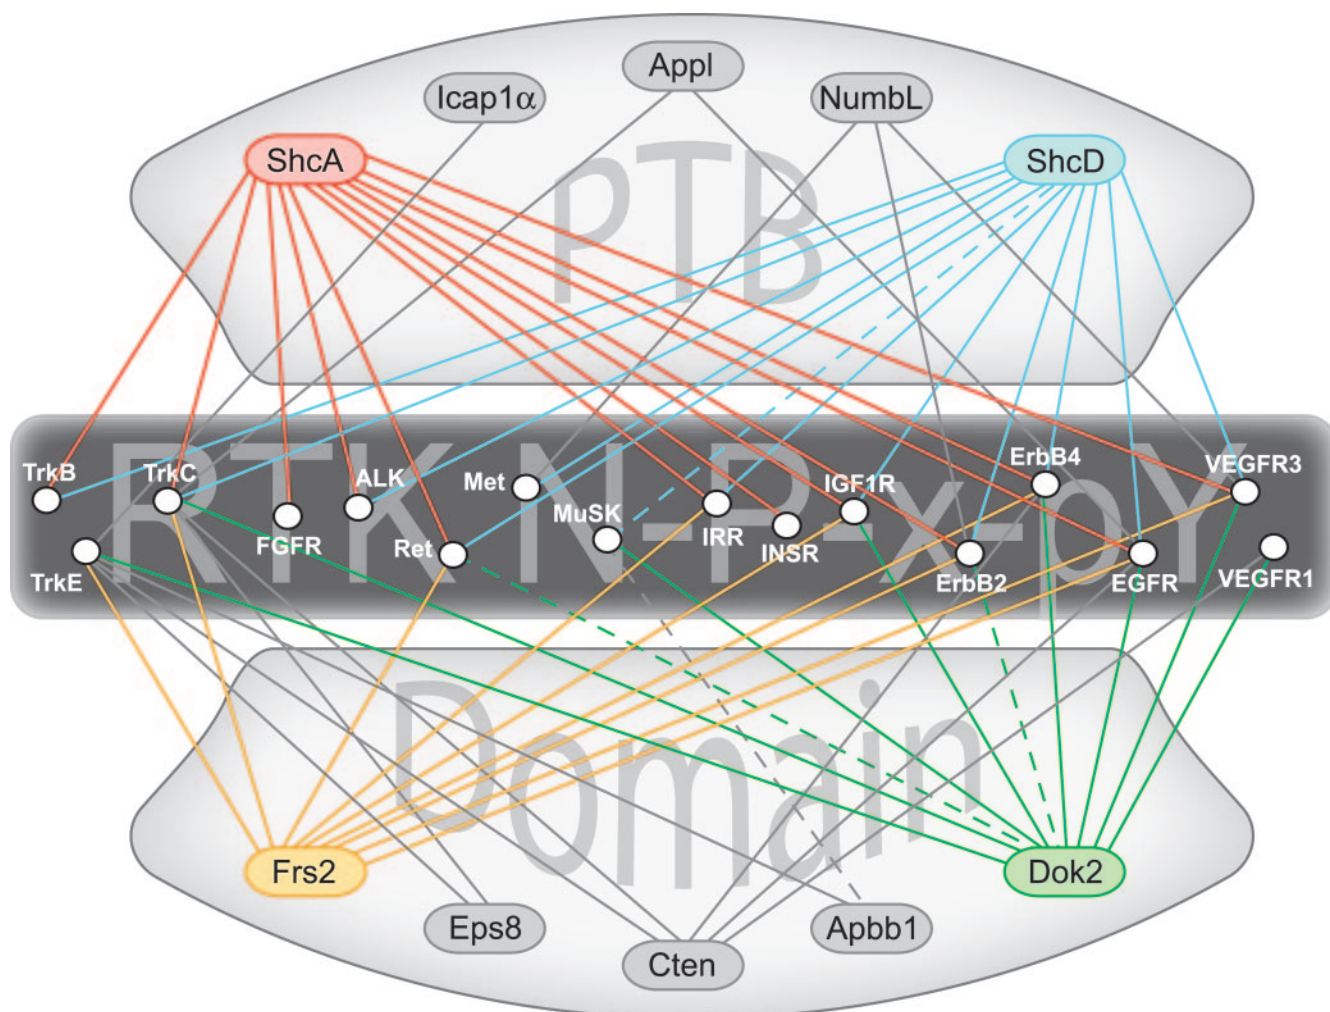 Appl
Icap1α
NumbL
ShcA
ShcD
PTB
RTK N-P-x-pY
TrkB
TrkC
ALK
Met
MuSK
IGF1R
ErbB4
VEGFR3
TrkE
FGFR
Ret
IRR
INSR
ErbB2
EGFR
VEGFR1
Domain
Frs2
Dok2
Eps8
Apbb1
Cten